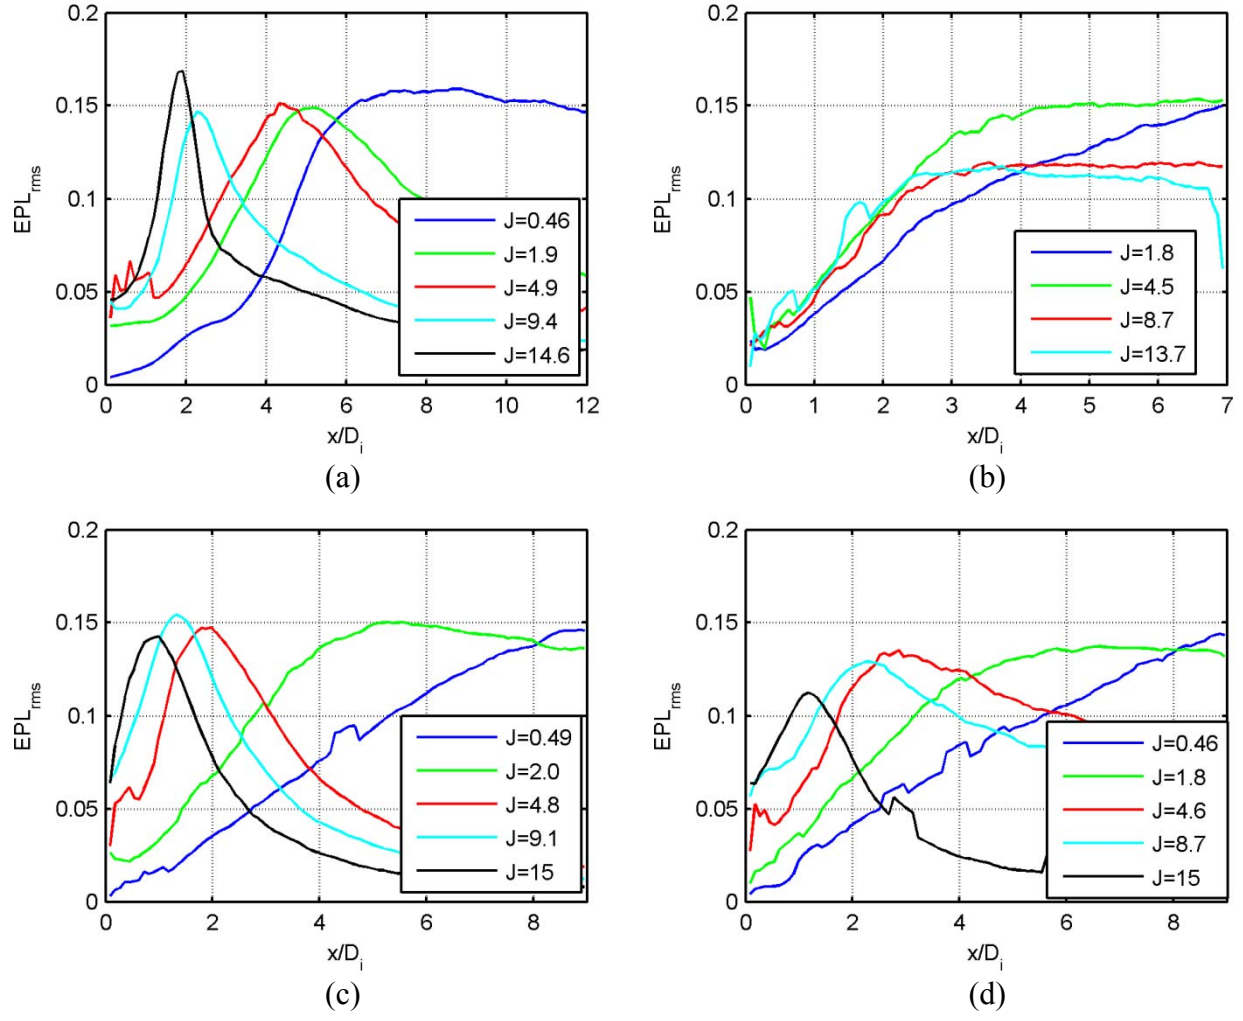 0.2
0.15
0.1
0.05
0
EPL_rms
J=0.46
J=1.9
J=4.9
J=9.4
J=14.6
0 2 4 6 8 10 12
x/D_i
(a)
0.2
0.15
0.1
0.05
0
EPL_rms
J=1.8
J=4.5
J=8.7
J=13.7
0 1 2 3 4 5 6 7
x/D_i
(b)
0.2
0.15
0.1
0.05
0
EPL_rms
J=0.49
J=2.0
J=4.8
J=9.1
J=15
0 2 4 6 8
x/D_i
(c)
0.2
0.15
0.1
0.05
0
EPL_rms
J=0.46
J=1.8
J=4.6
J=8.7
J=15
0 2 4 6 8
x/D_i
(d)